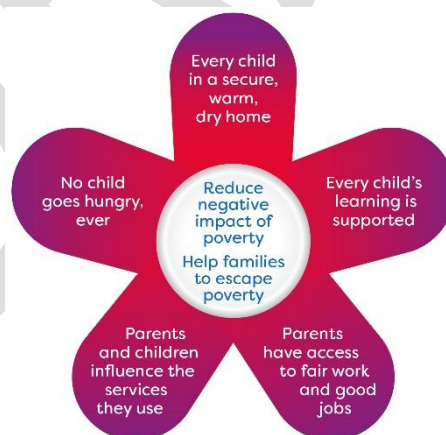 Every child
in a secure,
warm,
dry home
No child
goes hungry,
ever
Reduce
negative
impact of
poverty
Help families
to escape
poverty
Every child's
learning is
supported
Parents
and children
influence the
services
they use
Parents
have access
to fair work
and good
jobs